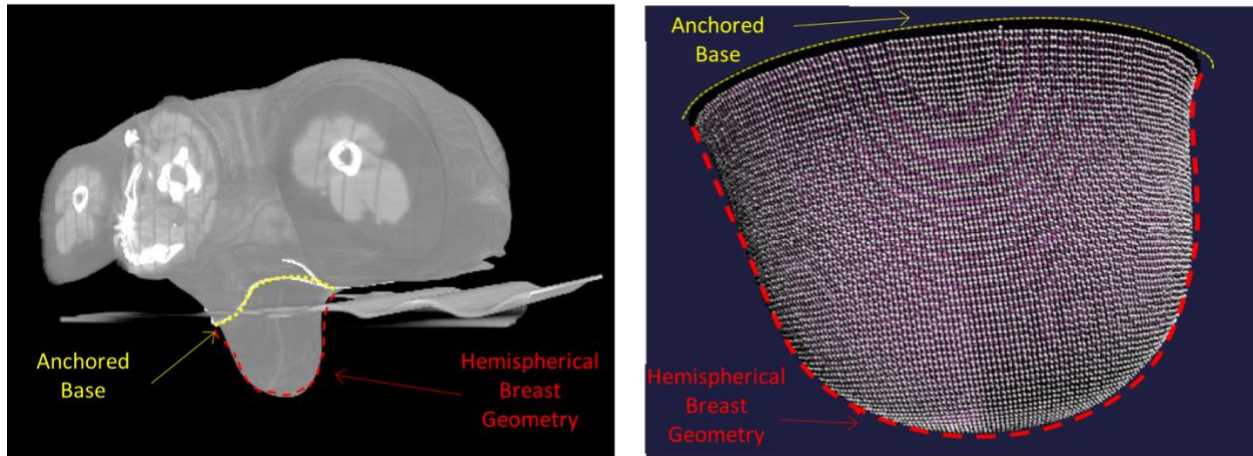 Anchored
Base
Hemispherical
Breast
Geometry
Anchored
Base
Hemispherical
Breast
Geometry